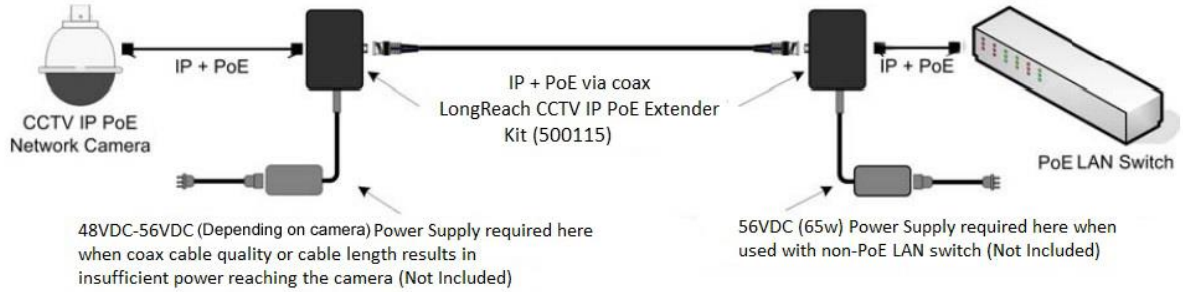 IP + PoE
IP + PoE
CCTV IP PoE
Network Camera
IP + PoE via coax
LongReach CCTV IP PoE Extender
Kit (500115)
PoE LAN Switch
48VDC-56VDC (Depending on camera) Power Supply required here
when coax cable quality or cable length results in
insufficient power reaching the camera (Not Included)
56VDC (65w) Power Supply required here when
used with non-PoE LAN switch (Not Included)